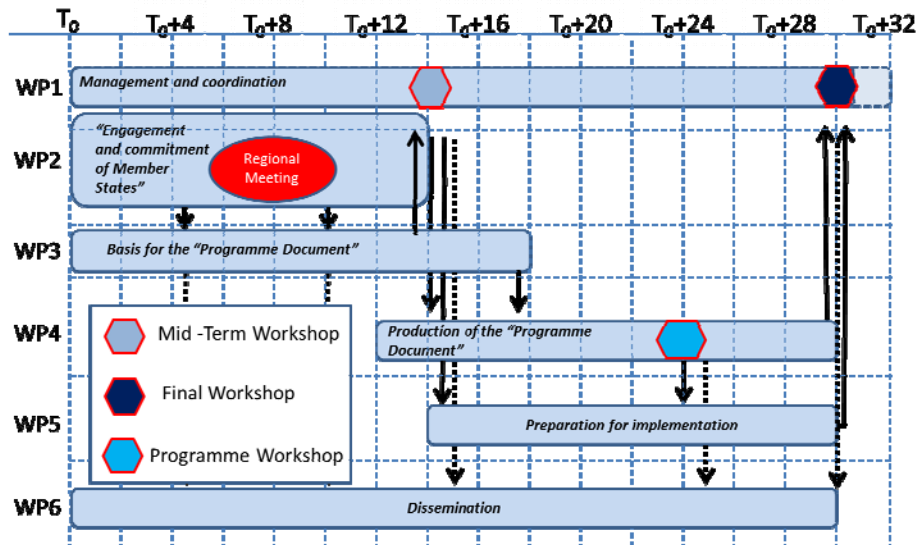 T₀ T₀+4 T₀+8 T₀+12 T₀+16 T₀+20 T₀+24 T₀+28 T₀+32
WP1
Management and coordination
WP2
"Engagement
and commitment
of Member
States"
Regional
Meeting
WP3
Basis for the "Programme Document"
WP4
Production of the "Programme
Document"
Mid -Term Workshop
Final Workshop
Programme Workshop
WP5
Preparation for implementation
WP6
Dissemination